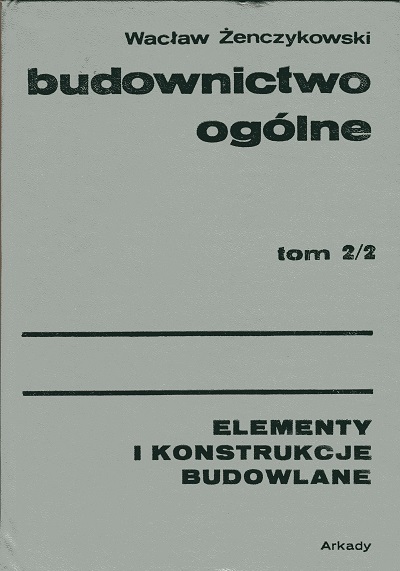 Wacław Żenczykowski
budownictwo
ogólne
tom 2/2
ELEMENTY
I KONSTRUKCJE
BUDOWLANE
Arkady